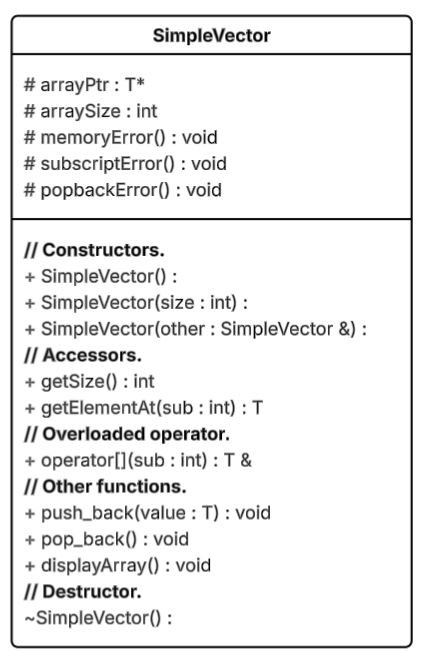 SimpleVector
# arrayPtr : T*
# arraySize : int
# memoryError() : void
# subscriptError() : void
# popbackError() : void
// Constructors.
+ SimpleVector() :
+ SimpleVector(size : int) :
+ SimpleVector(other : SimpleVector &) :
// Accessors.
+ getSize() : int
+ getElementAt(sub : int) : T
// Overloaded operator.
+ operator[](sub : int) : T &
// Other functions.
+ push_back(value : T) : void
+ pop_back() : void
+ displayArray() : void
// Destructor.
~SimpleVector() :